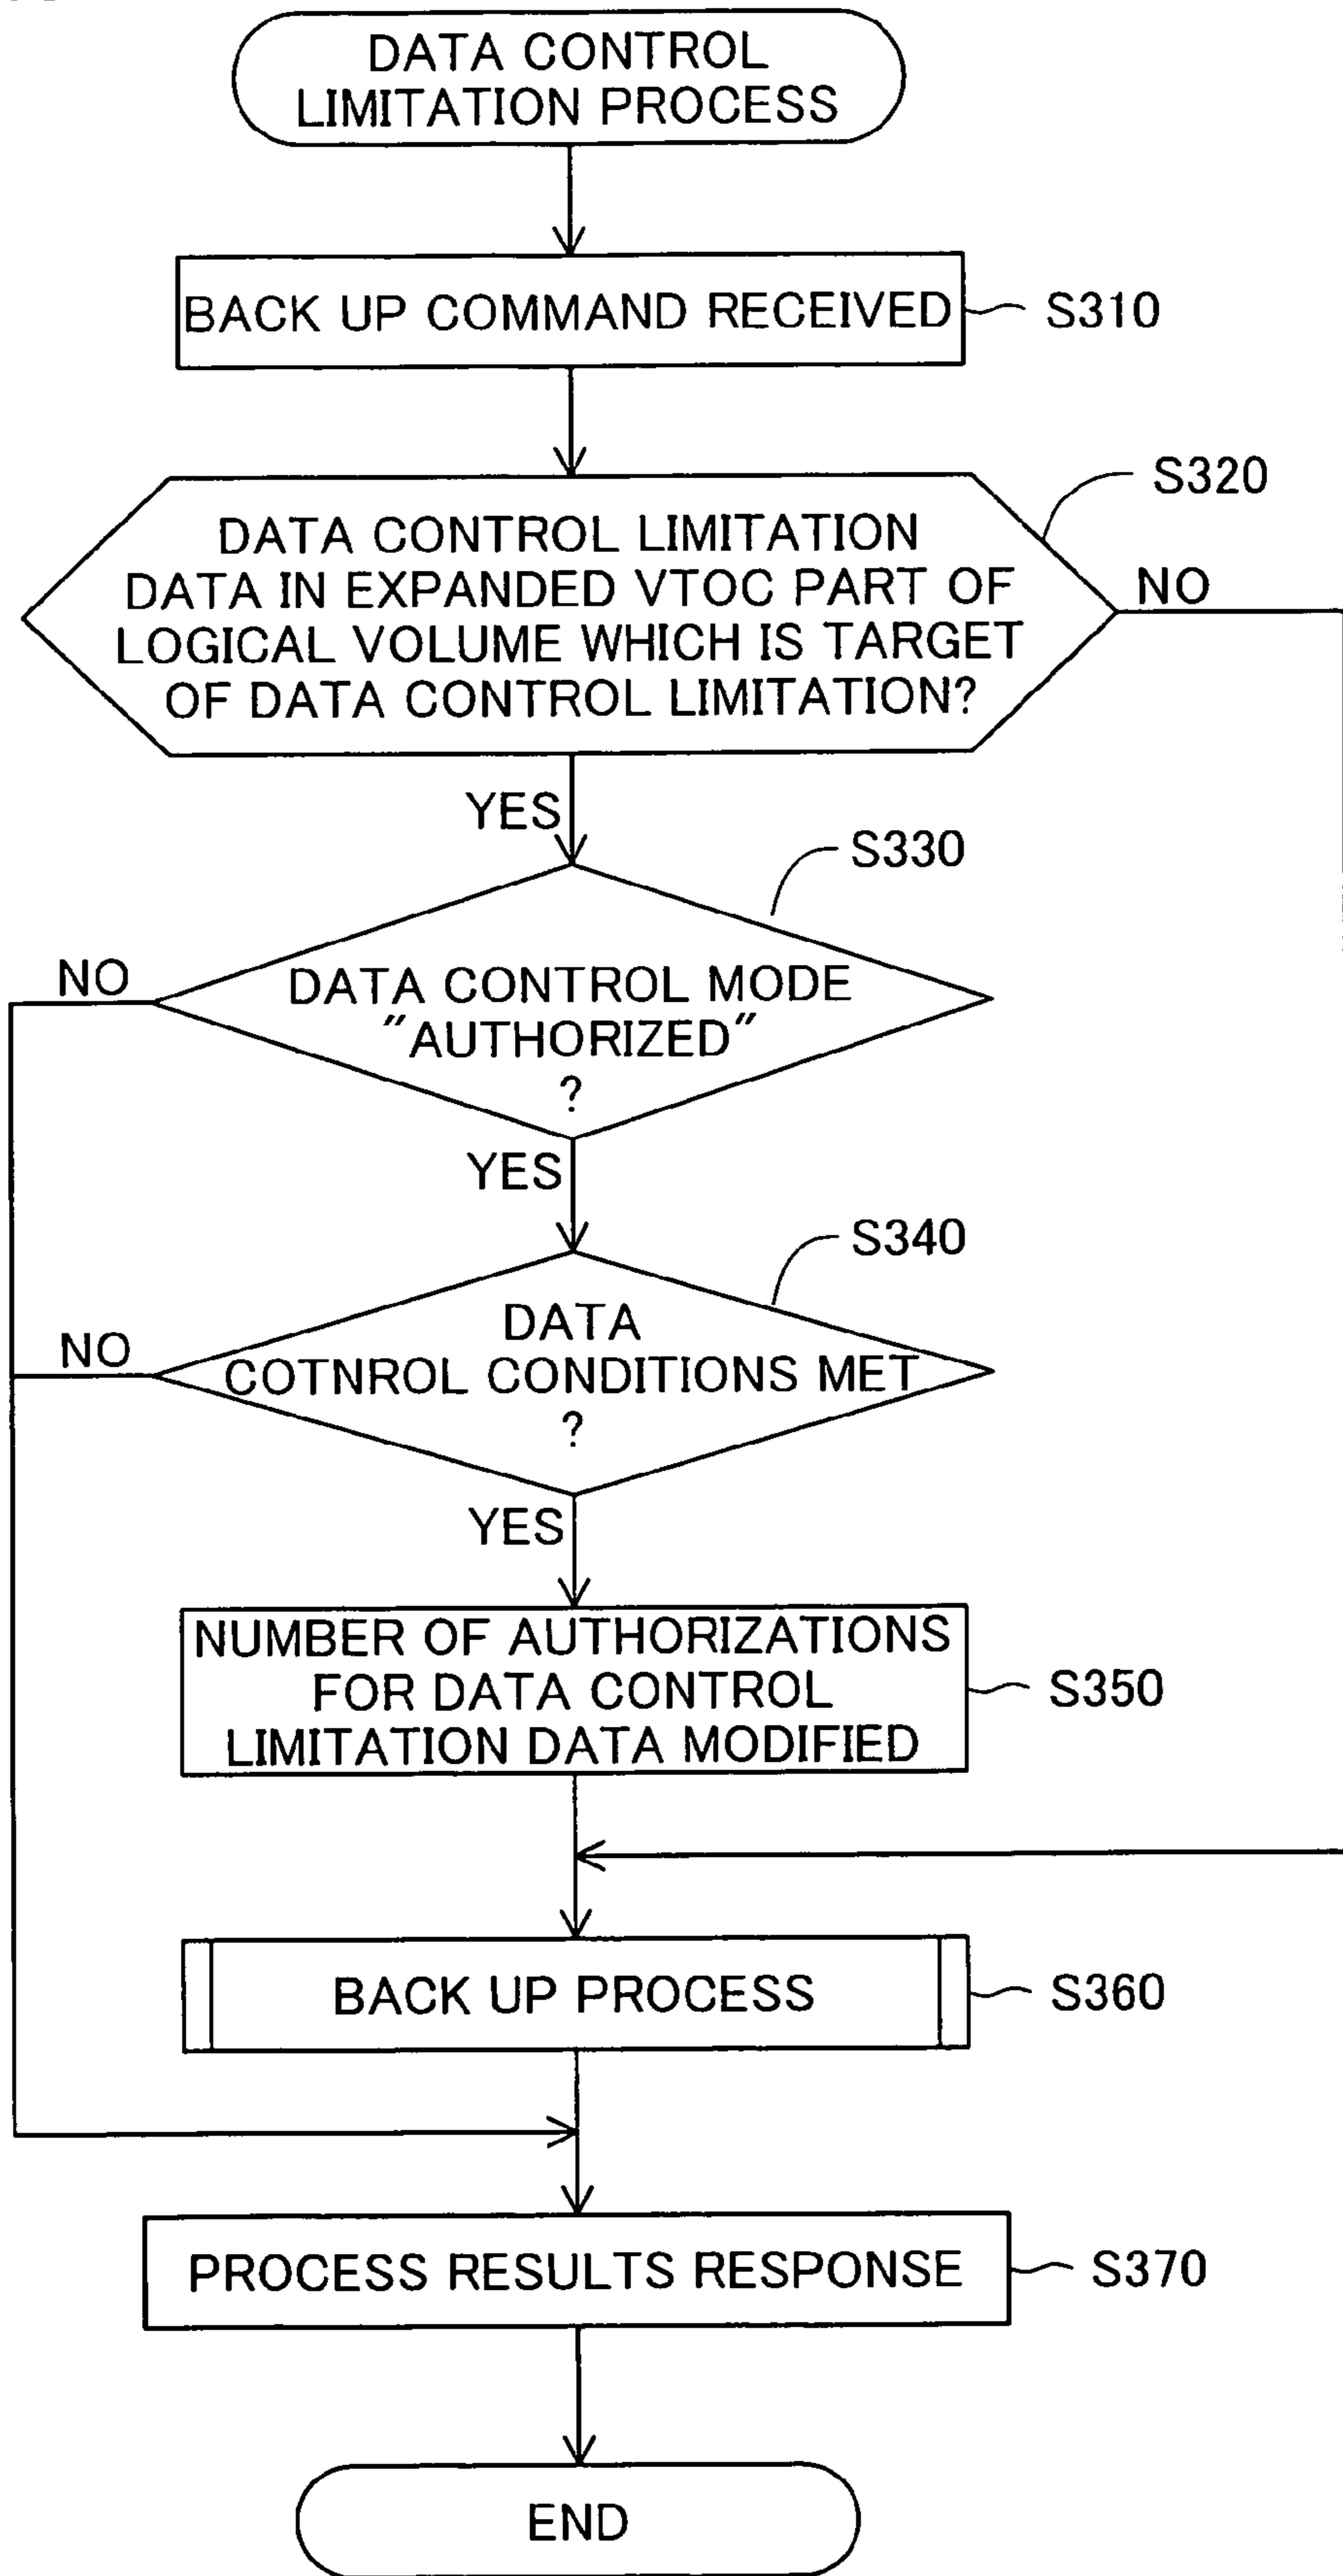 DATA CONTROL
LIMITATION PROCESS
BACK UP COMMAND RECEIVED
S310
S320
DATA CONTROL LIMITATION
DATA IN EXPANDED VTOC PART OF
LOGICAL VOLUME WHICH IS TARGET
OF DATA CONTROL LIMITATION?
NO
YES
S330
NO
DATA CONTROL MODE
"AUTHORIZED"
?
YES
S340
NO
DATA
COTNROL CONDITIONS MET
?
YES
NUMBER OF AUTHORIZATIONS
FOR DATA CONTROL
LIMITATION DATA MODIFIED
S350
BACK UP PROCESS
S360
PROCESS RESULTS RESPONSE
S370
END